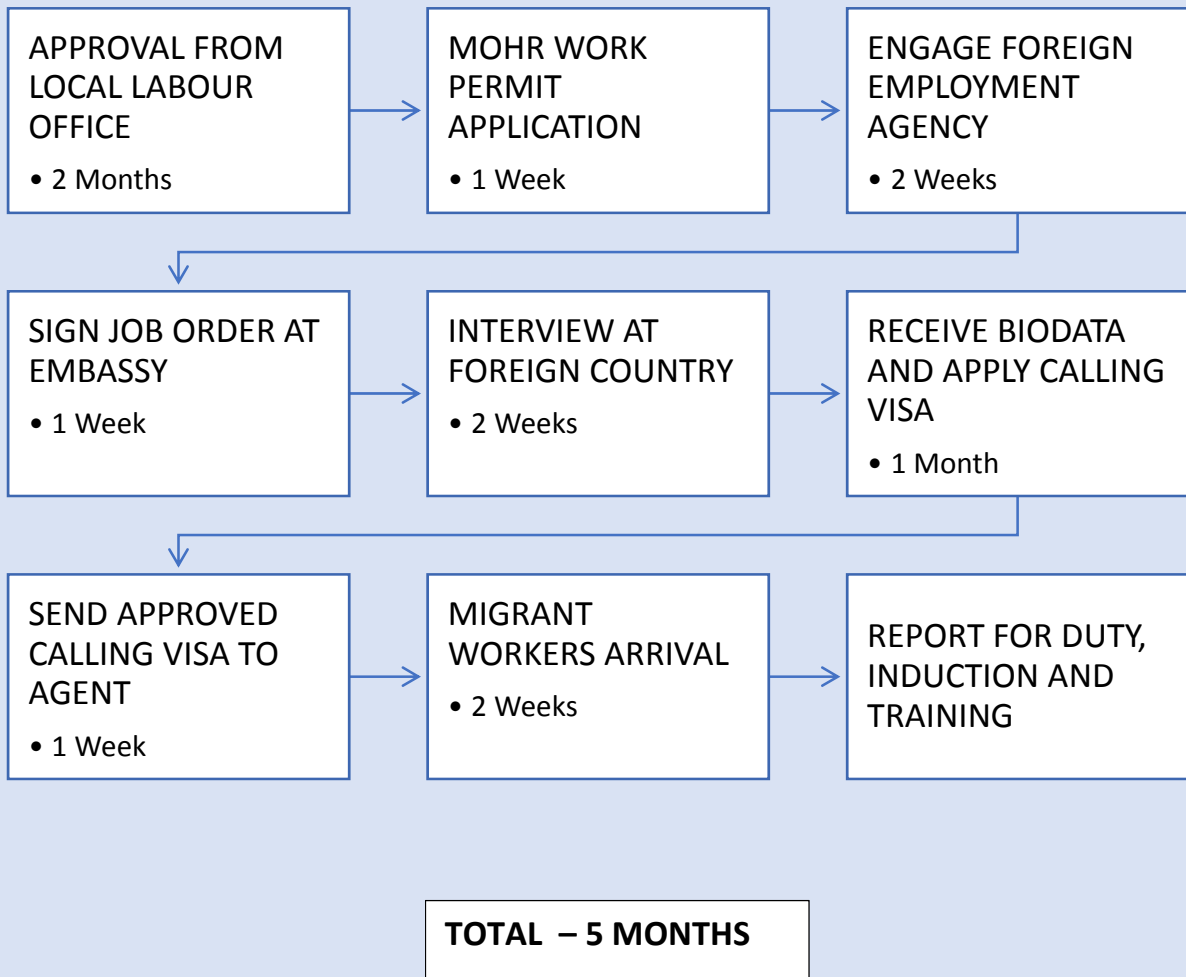 APPROVAL FROM
LOCAL LABOUR
OFFICE
• 2 Months
MOHR WORK
PERMIT
APPLICATION
• 1 Week
ENGAGE FOREIGN
EMPLOYMENT
AGENCY
• 2 Weeks
SIGN JOB ORDER AT
EMBASSY
• 1 Week
INTERVIEW AT
FOREIGN COUNTRY
• 2 Weeks
RECEIVE BIODATA
AND APPLY CALLING
VISA
• 1 Month
SEND APPROVED
CALLING VISA TO
AGENT
• 1 Week
MIGRANT
WORKERS ARRIVAL
• 2 Weeks
REPORT FOR DUTY,
INDUCTION AND
TRAINING
TOTAL – 5 MONTHS